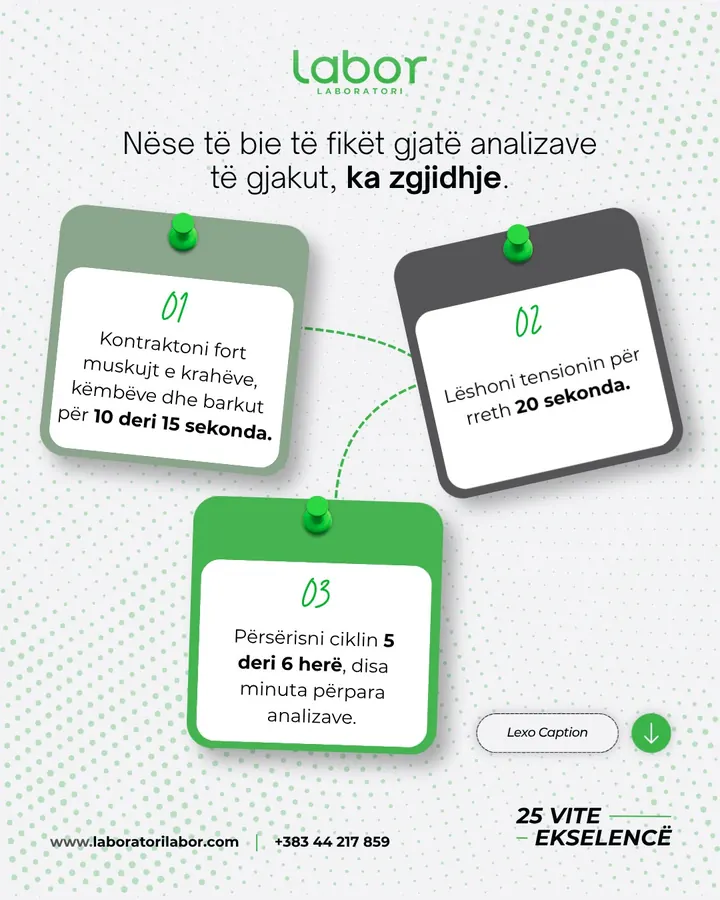 labor
LABORATORI
Nëse të bie të fikët gjatë analizave
të gjakut, ka zgjidhje.
01
Kontraktoni fort
muskujt e krahëve,
këmbëve dhe barkut
për 10 deri 15 sekonda.
02
Lëshoni tensionin për
rreth 20 sekonda.
03
Përsërisni ciklin 5
deri 6 herë, disa
minuta përpara
analizave.
Lexo Caption
25 VITE
EKSELENCË
www.laboratorilabor.com | +383 44 217 859